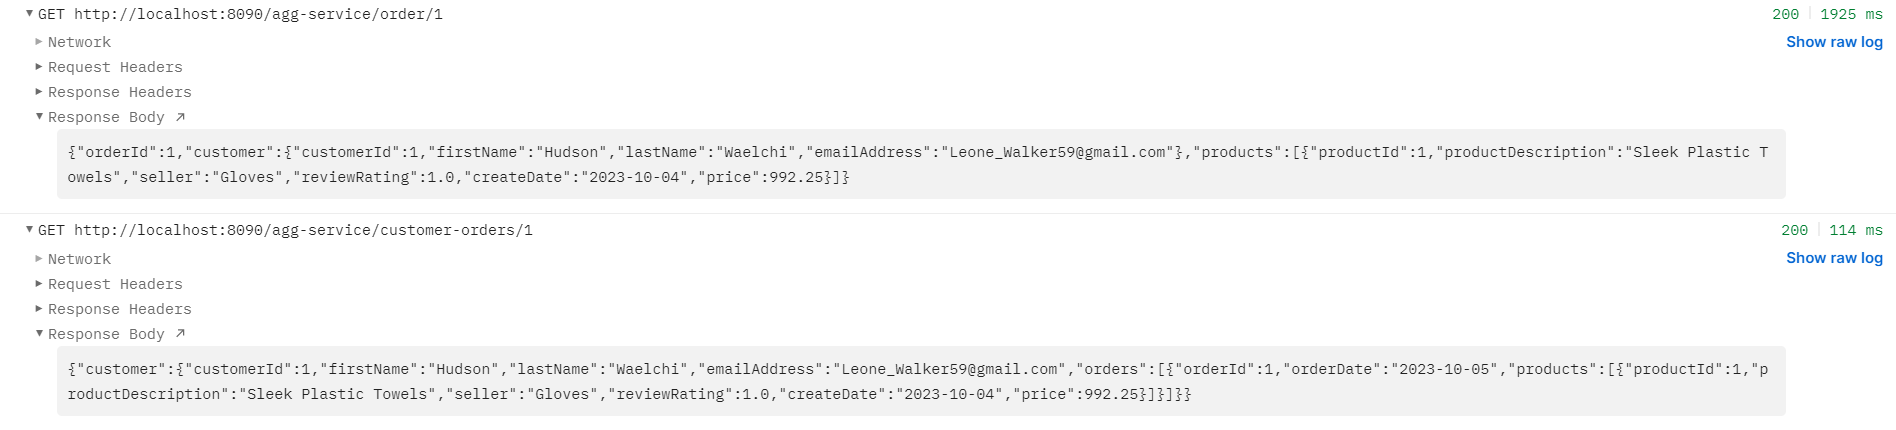 GET http://localhost:8090/agg-service/order/1 200 1925 ms
Network Show raw log
Request Headers
Response Headers
Response Body ↗
{"orderId":1,"customer":{"customerId":1,"firstName":"Hudson","lastName":"Waelchi","emailAddress":"Leone_Walker59@gmail.com"},"products":[{"productId":1,"productDescription":"Sleek Plastic T
owels","seller":"Gloves","reviewRating":1.0,"createDate":"2023-10-04","price":992.25}]}
GET http://localhost:8090/agg-service/customer-orders/1 200 114 ms
Network Show raw log
Request Headers
Response Headers
Response Body ↗
{"customer":{"customerId":1,"firstName":"Hudson","lastName":"Waelchi","emailAddress":"Leone_Walker59@gmail.com","orders":[{"orderId":1,"orderDate":"2023-10-05","products":[{"productId":1,"p
roductDescription":"Sleek Plastic Towels","seller":"Gloves","reviewRating":1.0,"createDate":"2023-10-04","price":992.25}]}]}}